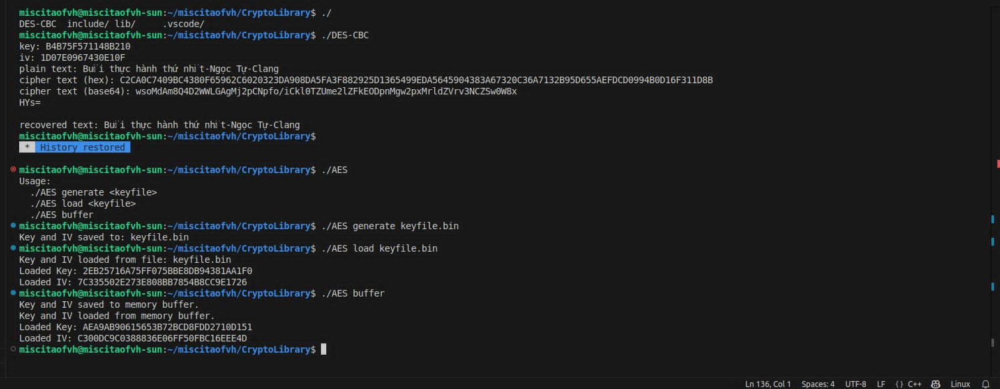 miscitaofvh@miscitaofvh-sun:~/miscitaofvh/CryptoLibrary$ ./
DES-CBC include/ lib/ .vscode/
miscitaofvh@miscitaofvh-sun:~/miscitaofvh/CryptoLibrary$ ./DES-CBC
key: B4B75F571148B210
iv: 1D07E0967430E10F
plain text: Buổi thực hành thứ nhất-Ngọc Tự-Clang
cipher text (hex): C2CA0C7409BC4380F65962C6020323DA908DA5FA3F882925D1365499EDA5645904383A67320C36A7132B95D655AEFDCD0994B0D16F311D8B
cipher text (base64): wsoMdAm8Q4D2WWLGAgMj2pCNpfo/iCkl0TZUme2lZFkEODpnMgw2pxMrldZVrv3NCZSw0W8x
HYs=
recovered text: Buổi thực hành thứ nhất-Ngọc Tự-Clang
miscitaofvh@miscitaofvh-sun:~/miscitaofvh/CryptoLibrary$
* History restored
miscitaofvh@miscitaofvh-sun:~/miscitaofvh/CryptoLibrary$ ./AES
Usage:
./AES generate <keyfile>
./AES load <keyfile>
./AES buffer
miscitaofvh@miscitaofvh-sun:~/miscitaofvh/CryptoLibrary$ ./AES generate keyfile.bin
Key and IV saved to: keyfile.bin
miscitaofvh@miscitaofvh-sun:~/miscitaofvh/CryptoLibrary$ ./AES load keyfile.bin
Key and IV loaded from file: keyfile.bin
Loaded Key: 2EB25716A75FF075BBE8DB94381AA1F0
Loaded IV: 7C335502E273E808BB7854B8CC9E1726
miscitaofvh@miscitaofvh-sun:~/miscitaofvh/CryptoLibrary$ ./AES buffer
Key and IV saved to memory buffer.
Key and IV loaded from memory buffer.
Loaded Key: AEA9AB90615653B72BCD8FDD2710D151
Loaded IV: C300DC9C0388836E06FF50FBC16EEE4D
miscitaofvh@miscitaofvh-sun:~/miscitaofvh/CryptoLibrary$
Ln 136, Col 1 Spaces: 4 UTF-8 LF {} C++ Linux